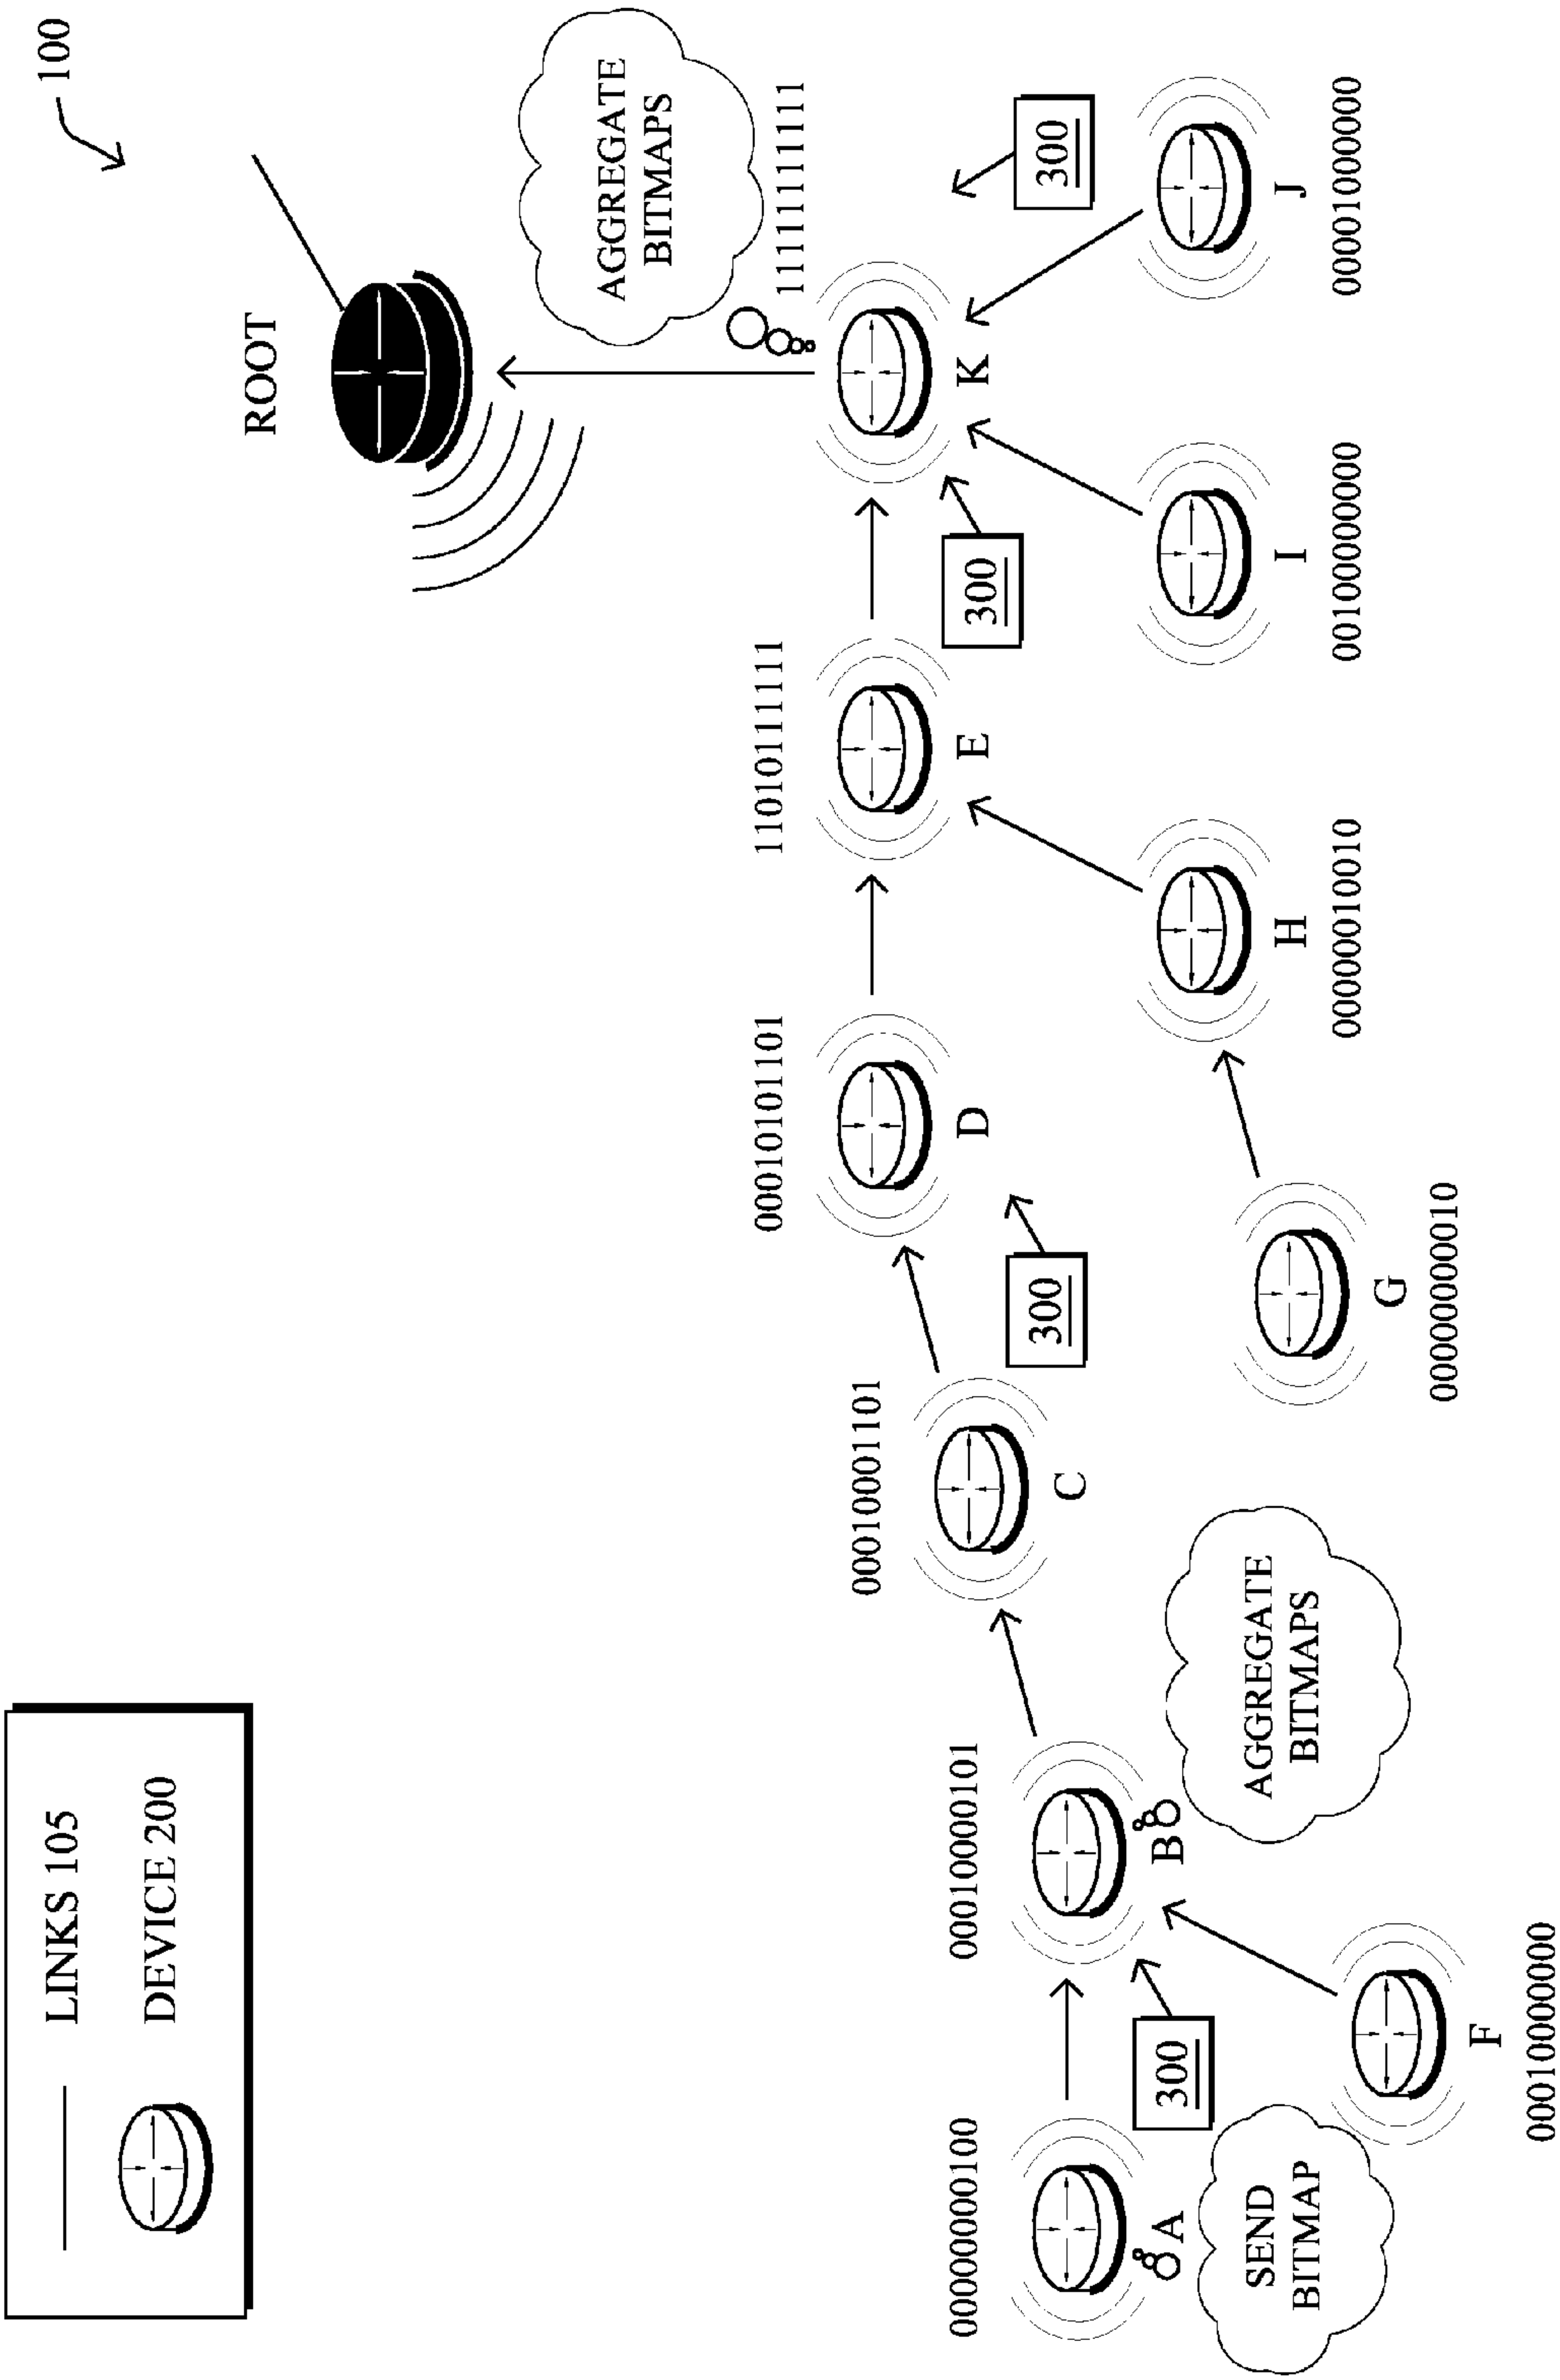 LINKS 105
DEVICE 200
100
ROOT
AGGREGATE
BITMAPS
11111111111
00010101101
11010111111
00010001101
00000000100
00010000101
D
E
K
300
300
C
300
J
A
B
300
H
I
SEND
BITMAP
AGGREGATE
BITMAPS
00000010010
00100000000
00001000000
G
00000000010
F
00010000000